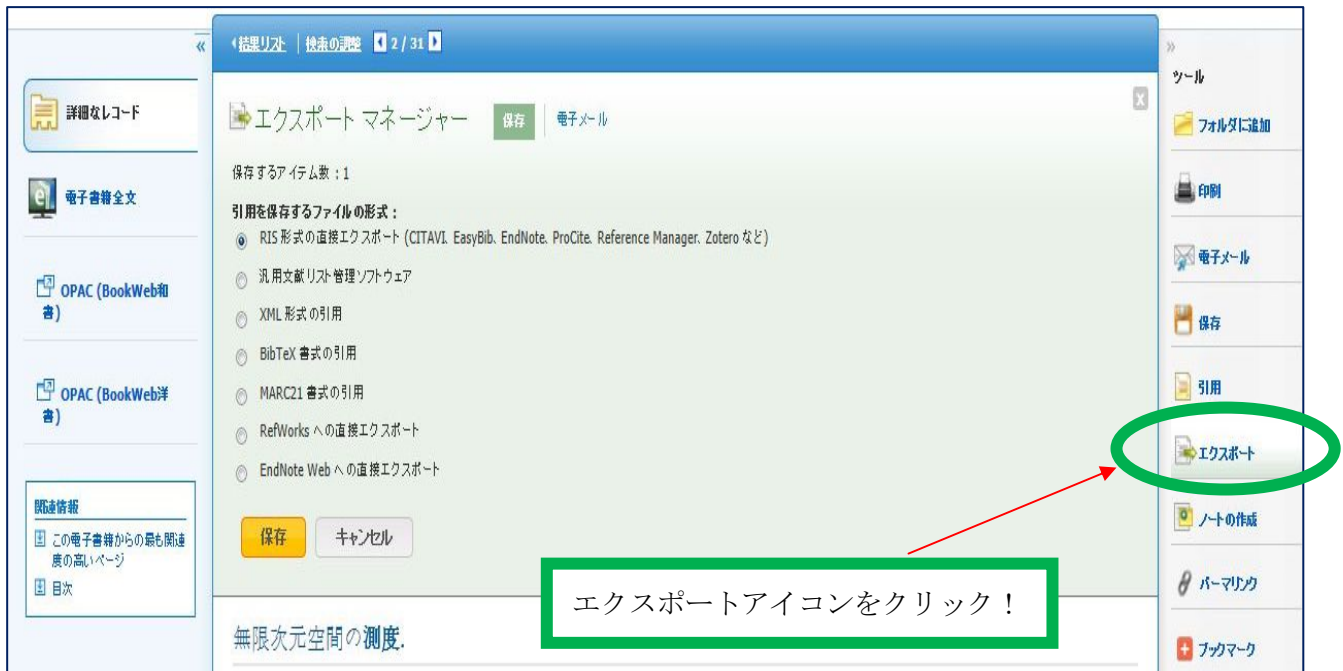 «
詳細なレコード
電子書籍全文
OPAC (BookWeb和
書)
OPAC (BookWeb洋
書)
関連情報
この電子書籍からの最も関連
度の高いページ
目次
結果リスト | 検索の調整 2 / 31
エクスポート マネージャー 保存 電子メール
保存するアイテム数 : 1
引用を保存するファイルの形式 :
RIS 形式の直接エクスポート (CITAVI、EasyBib、EndNote、ProCite、Reference Manager、Zotero など)
汎用文献リスト管理ソフトウェア
XML 形式の引用
BibTeX 書式の引用
MARC21 書式の引用
RefWorks への直接エクスポート
EndNote Web への直接エクスポート
保存 キャンセル
エクスポートアイコンをクリック！
無限次元空間の測度.
»
ツール
フォルダに追加
印刷
電子メール
保存
引用
エクスポート
ノートの作成
パーマリンク
ブックマーク